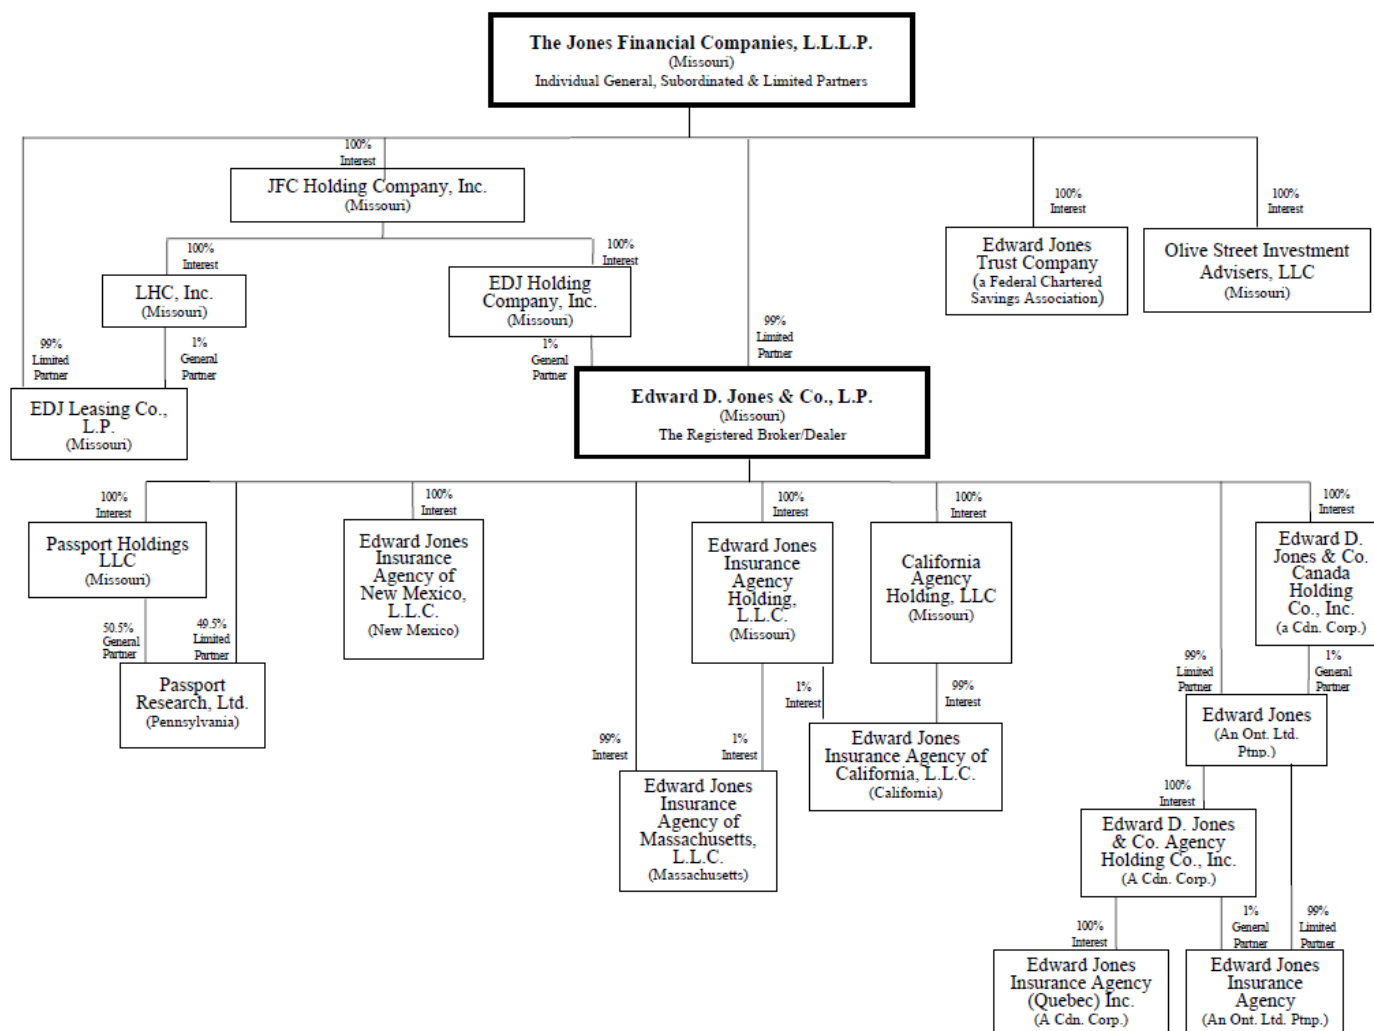 The Jones Financial Companies, L.L.L.P.
(Missouri)
Individual General, Subordinated & Limited Partners
100%
Interest
JFC Holding Company, Inc.
(Missouri)
100%
Interest
Edward Jones
Trust Company
(a Federal Chartered
Savings Association)
100%
Interest
Olive Street Investment
Advisers, LLC
(Missouri)
100%
Interest
LHC, Inc.
(Missouri)
100%
Interest
EDJ Holding
Company, Inc.
(Missouri)
99%
Limited
Partner
1%
General
Partner
EDJ Leasing Co.,
L.P.
(Missouri)
1%
General
Partner
99%
Limited
Partner
Edward D. Jones & Co., L.P.
(Missouri)
The Registered Broker/Dealer
100%
Interest
Passport Holdings
LLC
(Missouri)
50.5%
General
Partner
49.5%
Limited
Partner
Passport
Research, Ltd.
(Pennsylvania)
100%
Interest
Edward Jones
Insurance
Agency of
New Mexico,
L.L.C.
(New Mexico)
100%
Interest
Edward Jones
Insurance
Agency
Holding,
L.L.C.
(Missouri)
100%
Interest
California
Agency
Holding, LLC
(Missouri)
100%
Interest
Edward D.
Jones & Co.
Canada
Holding
Co., Inc.
(a Cdn. Corp.)
99%
Interest
1%
Interest
Edward Jones
Insurance
Agency of
Massachusetts,
L.L.C.
(Massachusetts)
1%
Interest
99%
Interest
Edward Jones
Insurance Agency of
California, L.L.C.
(California)
99%
Limited
Partner
1%
General
Partner
Edward Jones
(An Ont. Ltd.
Ptnp.)
100%
Interest
Edward D. Jones
& Co. Agency
Holding Co., Inc.
(A Cdn. Corp.)
100%
Interest
Edward Jones
Insurance Agency
(Quebec) Inc.
(A Cdn. Corp.)
1%
General
Partner
99%
Limited
Partner
Edward Jones
Insurance
Agency
(An Ont. Ltd. Ptnp.)